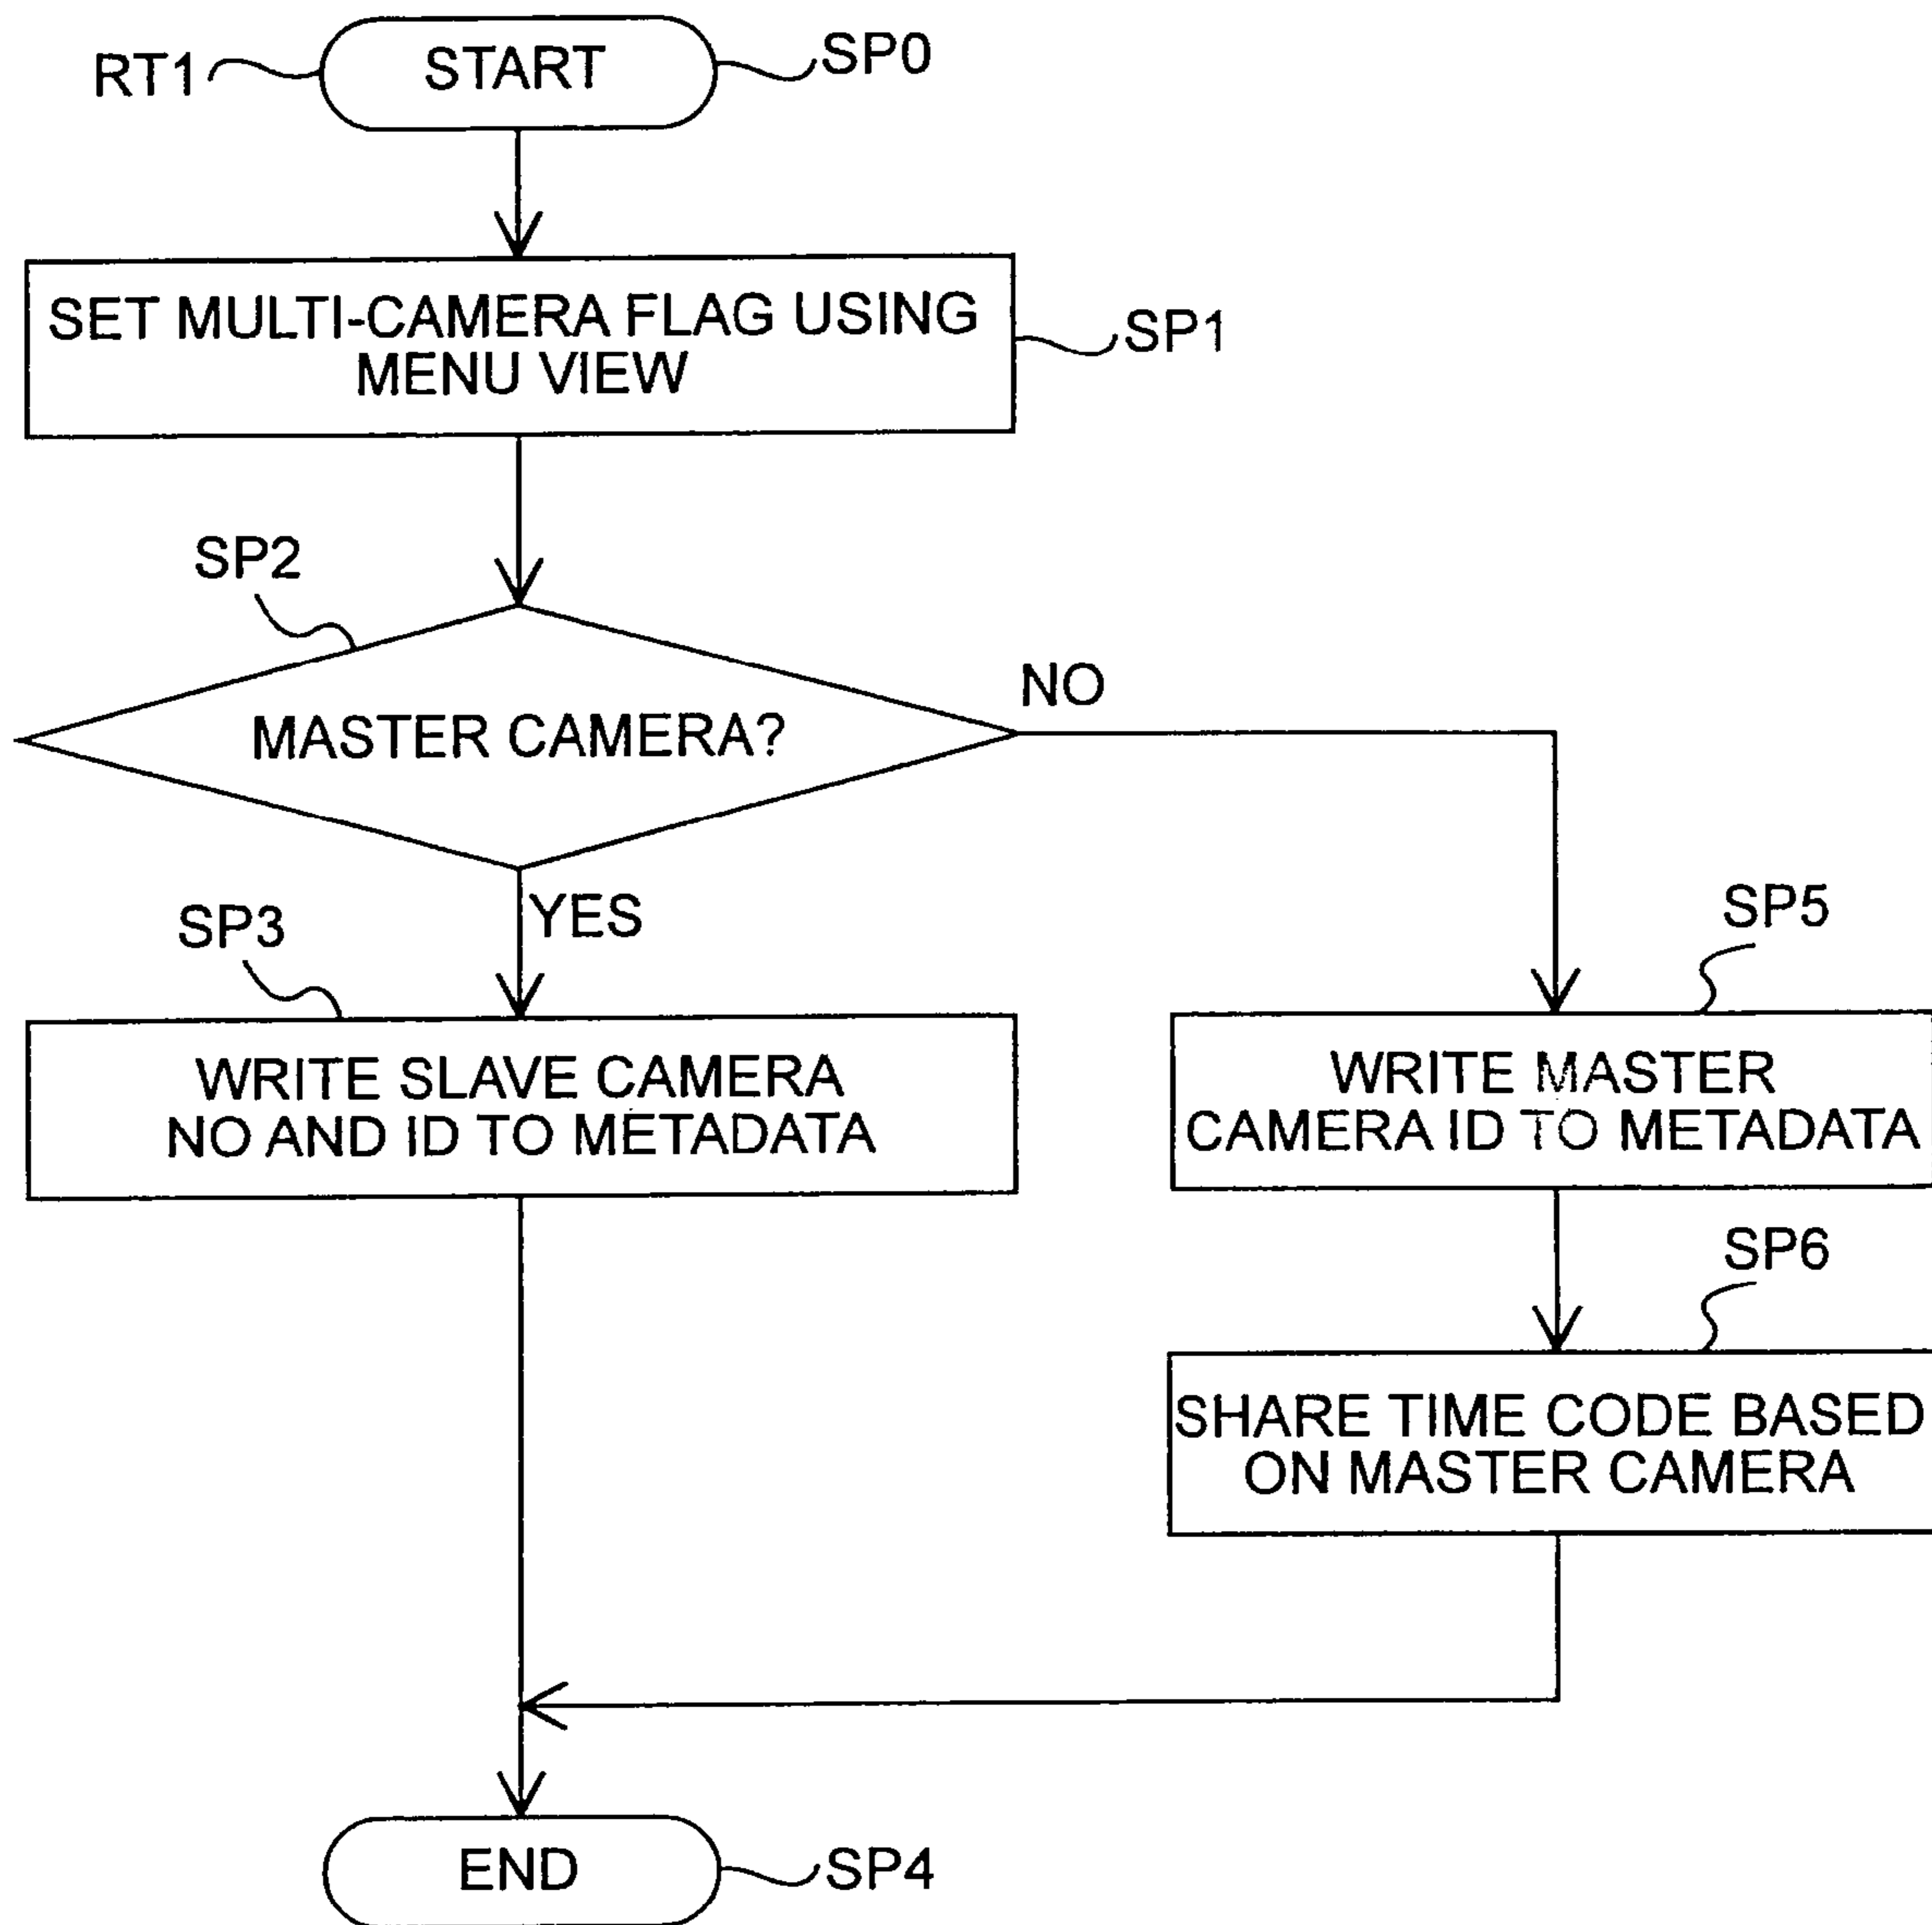 RT1
START
SP0
SET MULTI-CAMERA FLAG USING
MENU VIEW
SP1
SP2
MASTER CAMERA?
NO
YES
SP3
WRITE SLAVE CAMERA
NO AND ID TO METADATA
SP5
WRITE MASTER
CAMERA ID TO METADATA
SP6
SHARE TIME CODE BASED
ON MASTER CAMERA
END
SP4